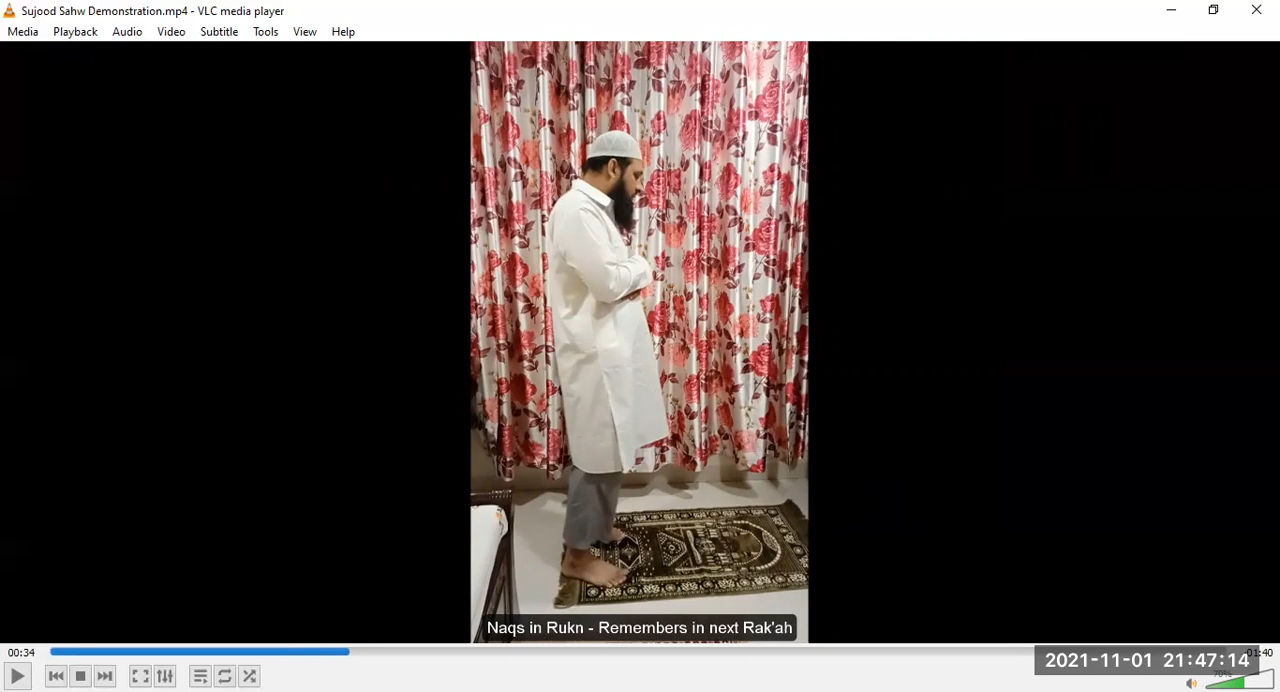 Sujood Sahw Demonstration.mp4 - VLC media player
Media Playback Audio Video Subtitle Tools View Help
Naqs in Rukn - Remembers in next Rak'ah
00:34
-01:40
2021-11-01 21:47:14
70%